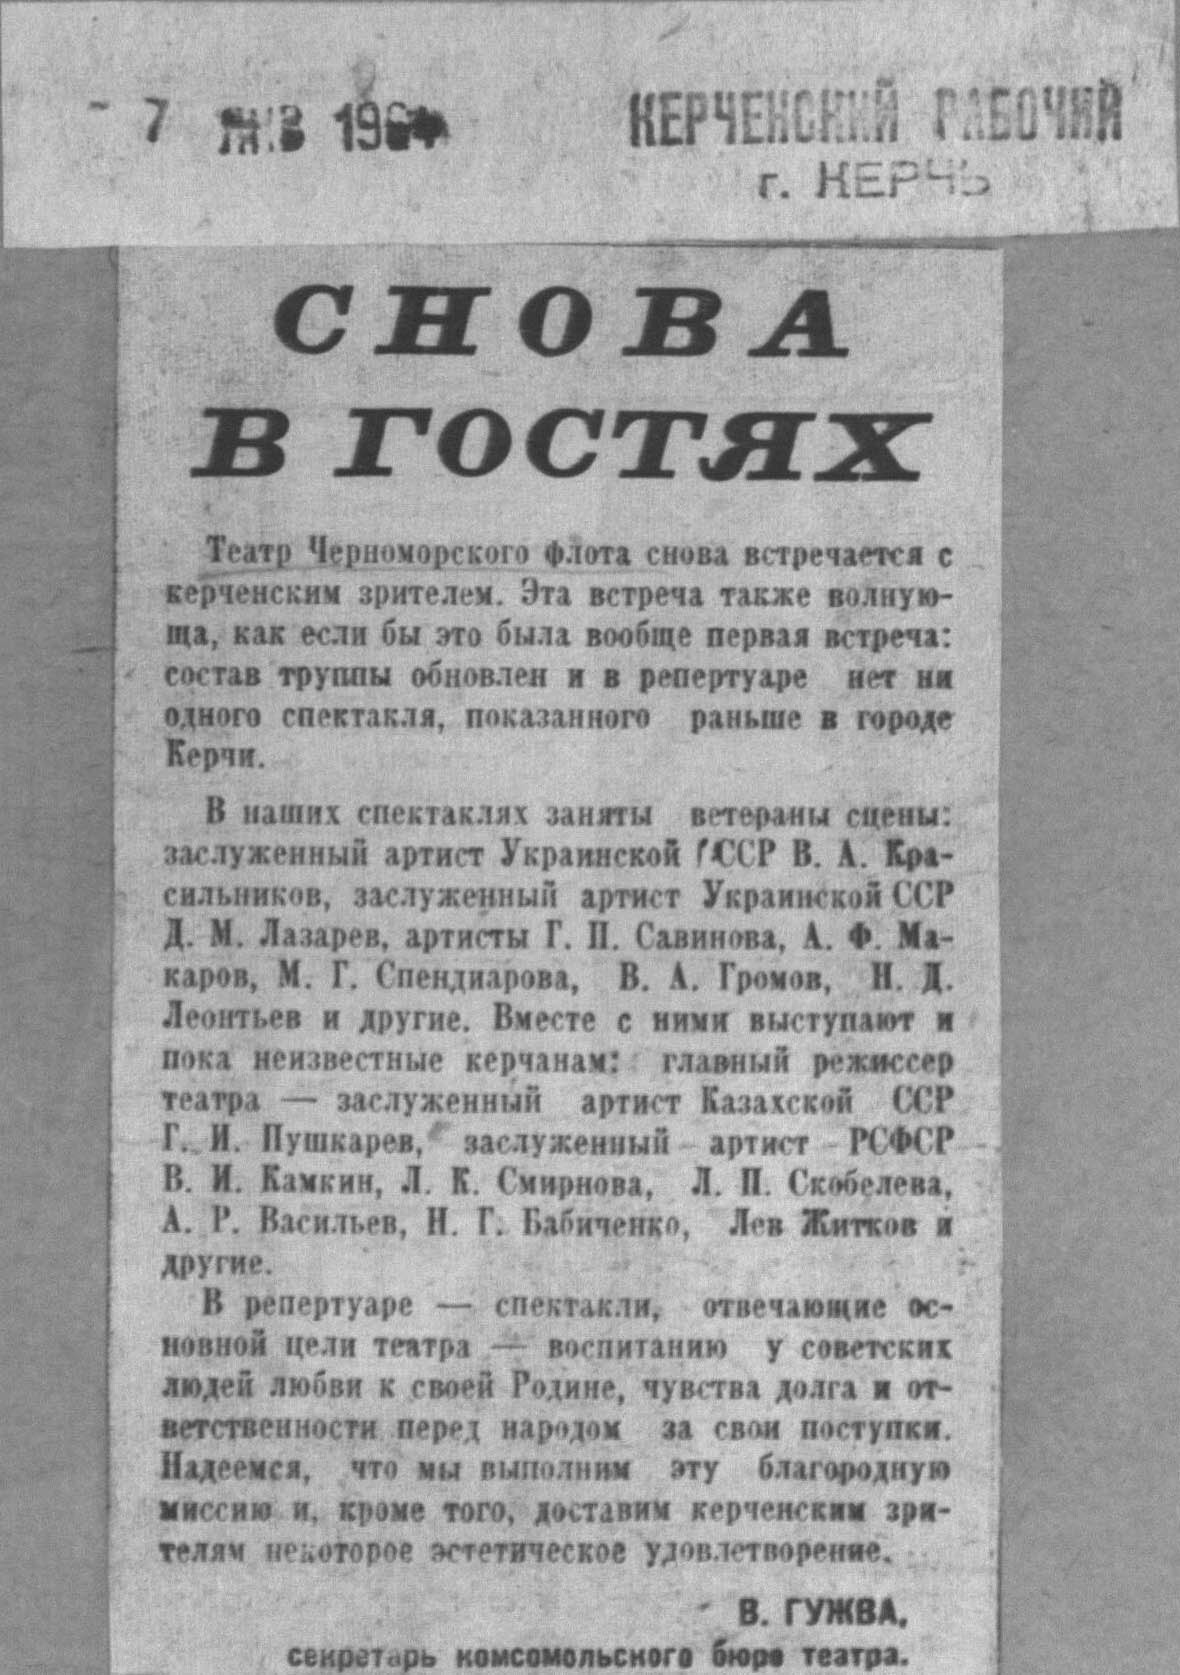 - 7 ЯНВ 196
КЕРЧЕНСКИЙ РАБОЧИЙ
г. КЕРЧЬ
СНОВА
В ГОСТЯХ
Театр Черноморского флота снова встречается с
керченским зрителем. Эта встреча также волную-
ща, как если бы это была вообще первая встреча:
состав труппы обновлен и в репертуаре нет ни
одного спектакля, показанного раньше в городе
Керчи.
В наших спектаклях заняты ветераны сцены:
заслуженный артист Украинской ССР В. А. Кра-
сильников, заслуженный артист Украинской ССР
Д. М. Лазарев, артисты Г. П. Савинова, А. Ф. Ма-
каров, М. Г. Спендиарова, В. А. Громов, Н. Д.
Леонтьев и другие. Вместе с ними выступают и
пока неизвестные керчанам: главный режиссер
театра — заслуженный артист Казахской ССР
Г. И. Пушкарев, заслуженный артист РСФСР
В. И. Камкин, Л. К. Смирнова, Л. П. Скобелева,
А. Р. Васильев, Н. Г. Бабиченко, Лев Житков и
другие.
В репертуаре — спектакли, отвечающие ос-
новной цели театра — воспитанию у советских
людей любви к своей Родине, чувства долга и от-
ветственности перед народом за свои поступки.
Надеемся, что мы выполним эту благородную
миссию и, кроме того, доставим керченским зри-
телям некоторое эстетическое удовлетворение.
В. ГУЖВА,
секретарь комсомольского бюро театра.